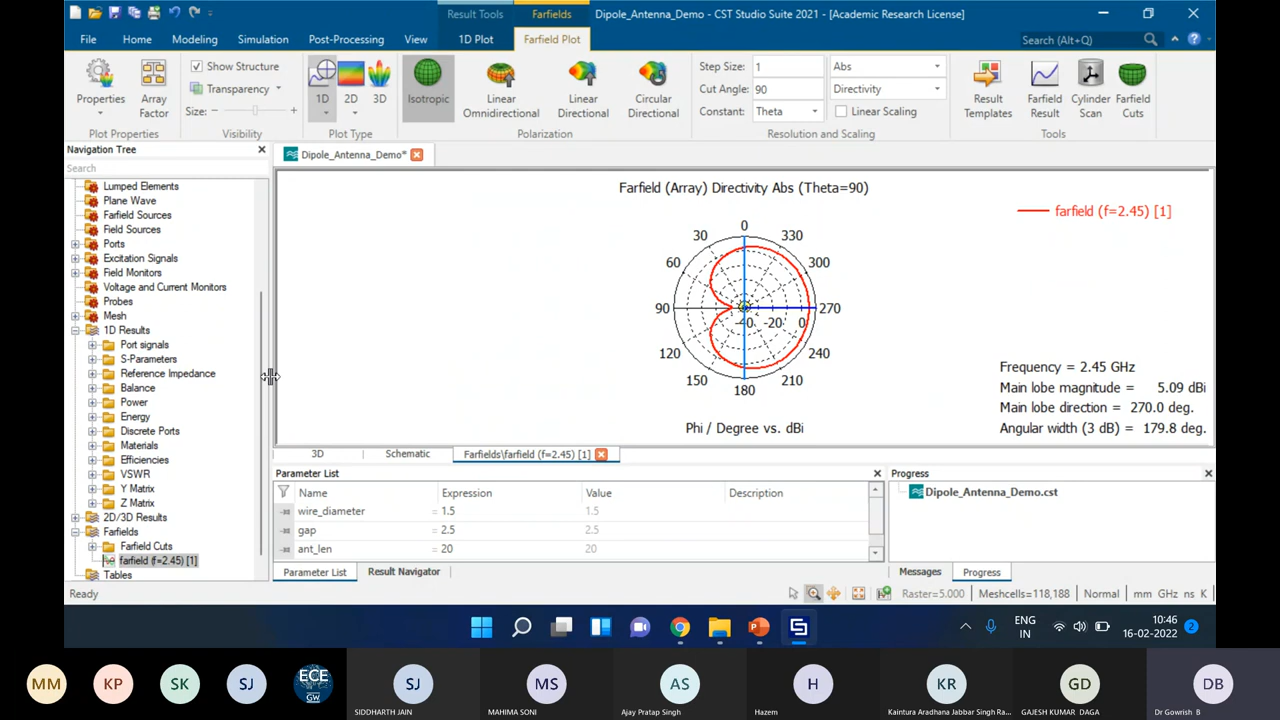 Result Tools Farfields Dipole_Antenna_Demo - CST Studio Suite 2021 - [Academic Research License]
File Home Modeling Simulation Post-Processing View 1D Plot Farfield Plot Search (Alt+Q)
Show Structure
Transparency
Size:
Properties
Array Factor
1D 2D 3D
Isotropic
Linear Omnidirectional
Linear Directional
Circular Directional
Step Size: 1 Abs
Cut Angle: 90 Directivity
Constant: Theta Linear Scaling
Result Templates
Farfield Result
Cylinder Scan
Farfield Cuts
Plot Properties Visibility Plot Type Polarization Resolution and Scaling Tools
Navigation Tree
Search
Lumped Elements
Plane Wave
Farfield Sources
Field Sources
Ports
Excitation Signals
Field Monitors
Voltage and Current Monitors
Probes
Mesh
1D Results
Port signals
S-Parameters
Reference Impedance
Balance
Power
Energy
Discrete Ports
Materials
Efficiencies
VSWR
Y Matrix
Z Matrix
2D/3D Results
Farfields
Farfield Cuts
farfield (f=2.45) [1]
Tables
Dipole_Antenna_Demo*
Farfield (Array) Directivity Abs (Theta=90)
farfield (f=2.45) [1]
0
30 330
60 300
90 270
-40 -20 0
120 240
150 210
180
Phi / Degree vs. dBi
Frequency = 2.45 GHz
Main lobe magnitude = 5.09 dBi
Main lobe direction = 270.0 deg.
Angular width (3 dB) = 179.8 deg.
3D Schematic Farfields\farfield (f=2.45) [1]
Parameter List
Name Expression Value Description
wire_diameter = 1.5 1.5
gap = 2.5 2.5
ant_len = 20 20
Parameter List Result Navigator
Progress
Dipole_Antenna_Demo.cst
Messages Progress
Ready Raster=5.000 Meshcells=118,188 Normal mm GHz ns K
ENG
IN
10:46
16-02-2022
2
MM KP SK SJ ECE GW SJ MS AS H KR GD DB
SIDDHARTH JAIN MAHIMA SONI Ajay Pratap Singh Hazem Kaintura Aradhana Jabbar Singh Ra... GAJESH KUMAR DAGA Dr Gowrish B